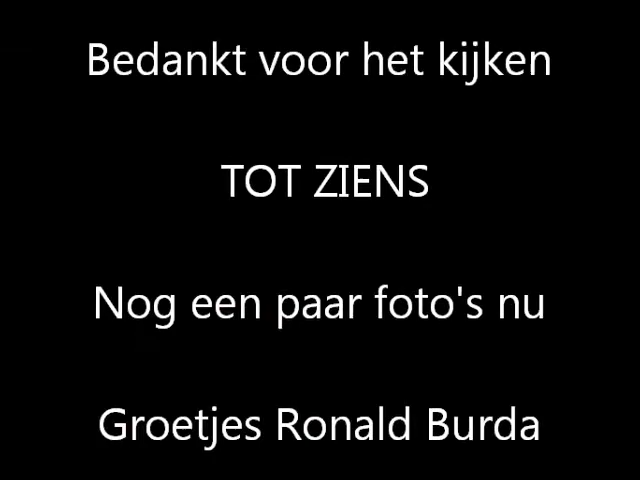 Bedankt voor het kijken
TOT ZIENS
Nog een paar foto's nu
Groetjes Ronald Burda